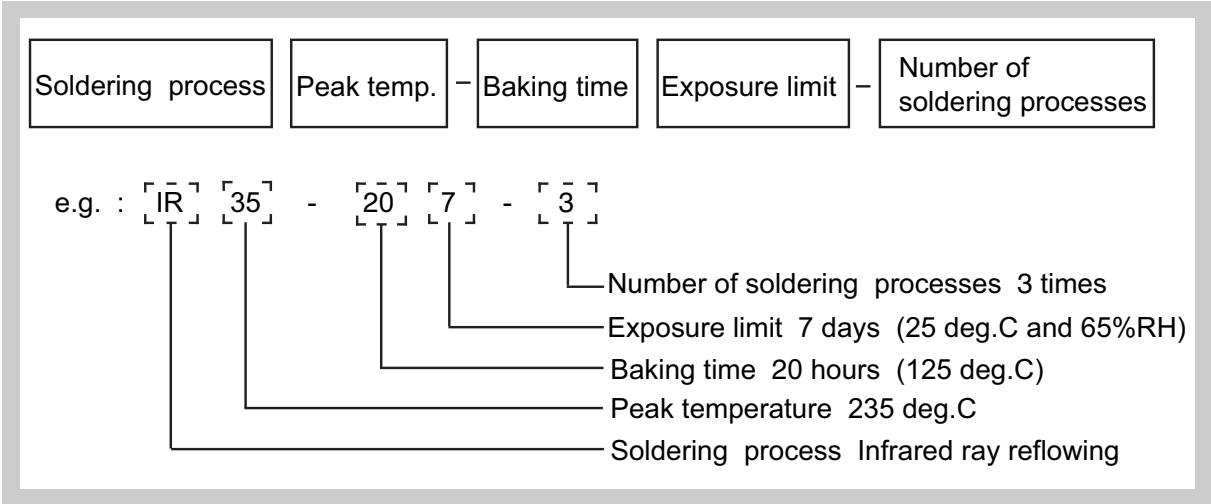 Soldering process Peak temp. – Baking time Exposure limit – Number of
soldering processes
e.g. : IR 35 - 20 7 - 3
Number of soldering processes 3 times
Exposure limit 7 days (25 deg.C and 65%RH)
Baking time 20 hours (125 deg.C)
Peak temperature 235 deg.C
Soldering process Infrared ray reflowing